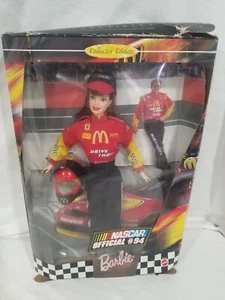 Collector Edition
DRIVE
THRU
NASCAR
OFFICIAL #94
Barbie